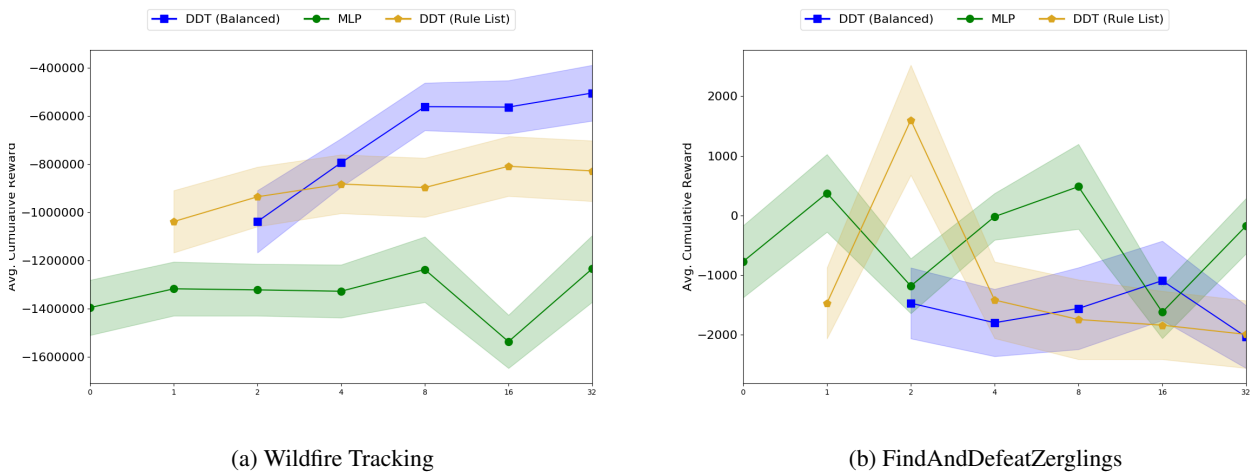 DDT (Balanced) MLP DDT (Rule List)
Avg. Cumulative Reward
−400000
−600000
−800000
−1000000
−1200000
−1400000
−1600000
0 1 2 4 8 16 32
(a) Wildfire Tracking
DDT (Balanced) MLP DDT (Rule List)
Avg. Cumulative Reward
2000
1000
0
−1000
−2000
0 1 2 4 8 16 32
(b) FindAndDefeatZerglings